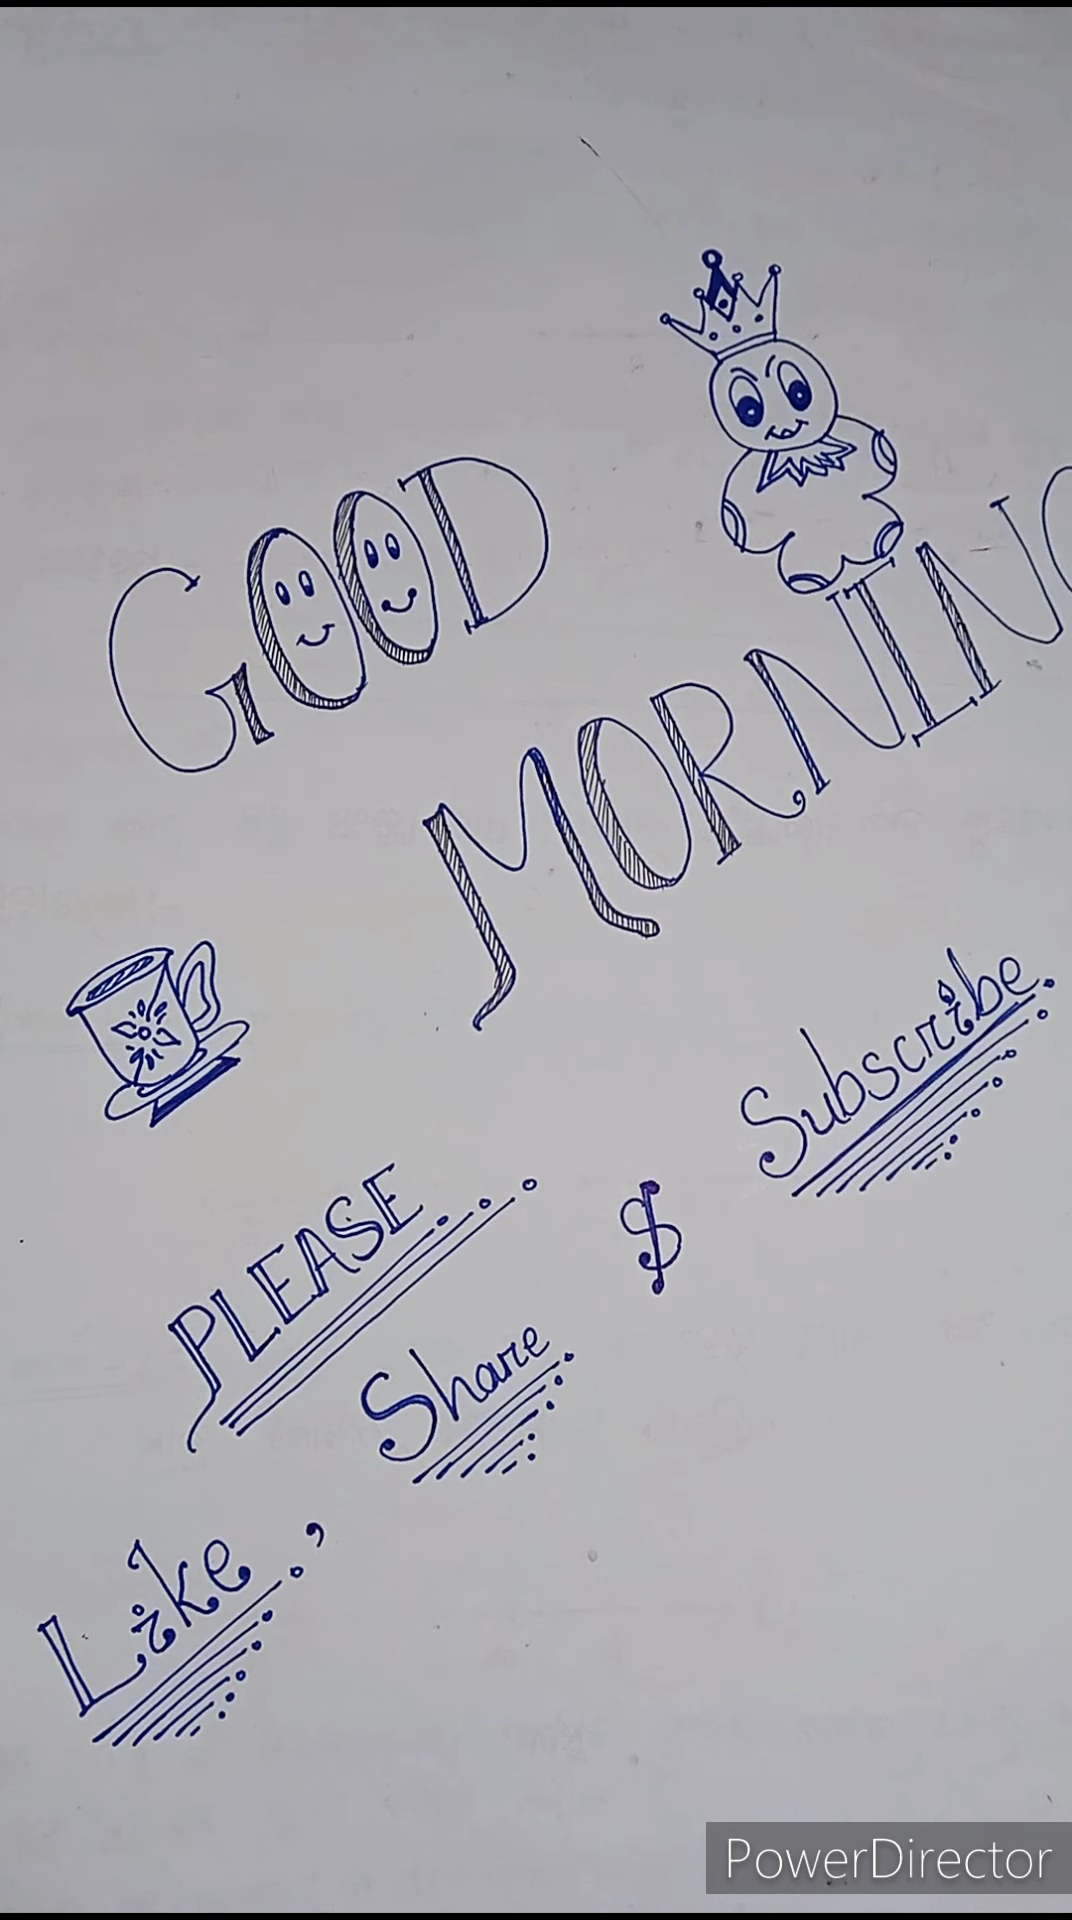 GOOD
MORNING
PLEASE....
Like..,
Share.
$
Subscribe.
PowerDirector